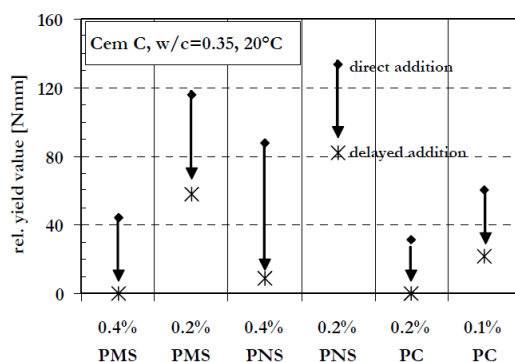 160
Cem C, w/c=0.35, 20°C
direct addition
120
rel. yield value [Nmm]
80
delayed addition
40
0
0.4% 0.2% 0.4% 0.2% 0.2% 0.1%
PMS PMS PNS PNS PC PC